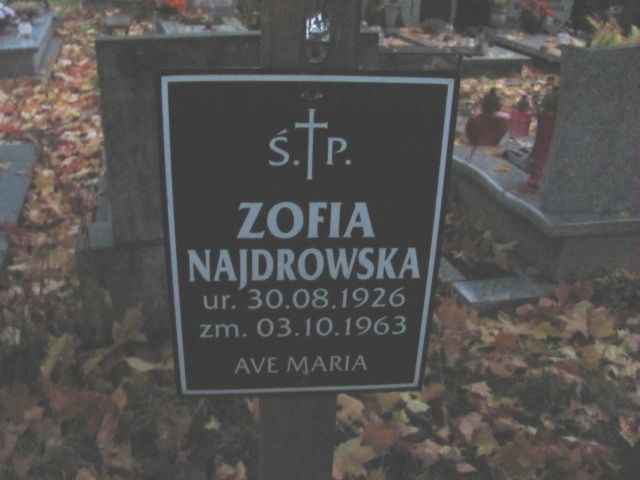 Ś. P.
ZOFIA
NAJDROWSKA
ur. 30.08.1926
zm. 03.10.1963
AVE MARIA